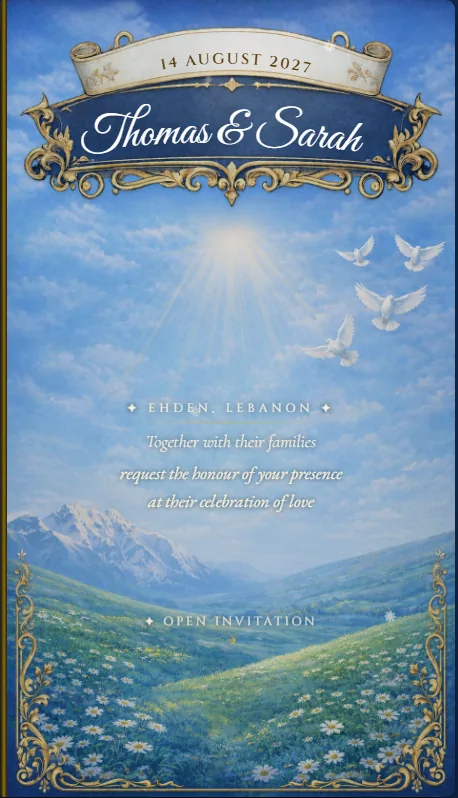 14 AUGUST 2027
Thomas & Sarah
✦ EHDEN, LEBANON ✦
Together with their families
request the honour of your presence
at their celebration of love
✦ OPEN INVITATION